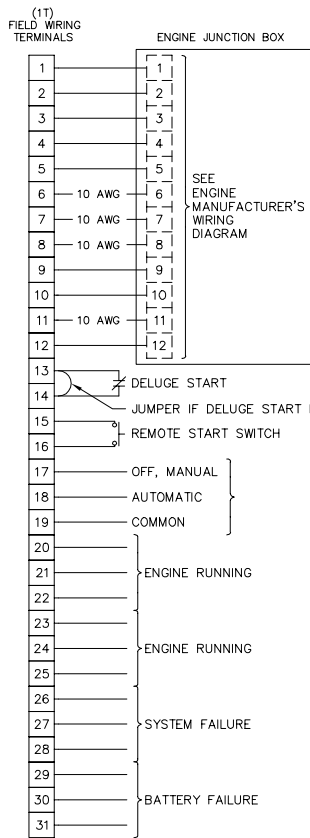 (1T)
FIELD WIRING
TERMINALS
ENGINE JUNCTION BOX
1 1
2 2
3 3
4 4
5 5
6 10 AWG 6
7 10 AWG 7
8 10 AWG 8
9 9
10 10
11 10 AWG 11
12 12
SEE
ENGINE
MANUFACTURER'S
WIRING
DIAGRAM
13
14
DELUGE START
JUMPER IF DELUGE START
15
16
REMOTE START SWITCH
17 OFF, MANUAL
18 AUTOMATIC
19 COMMON
20
21 ENGINE RUNNING
22
23
24 ENGINE RUNNING
25
26
27 SYSTEM FAILURE
28
29
30 BATTERY FAILURE
31